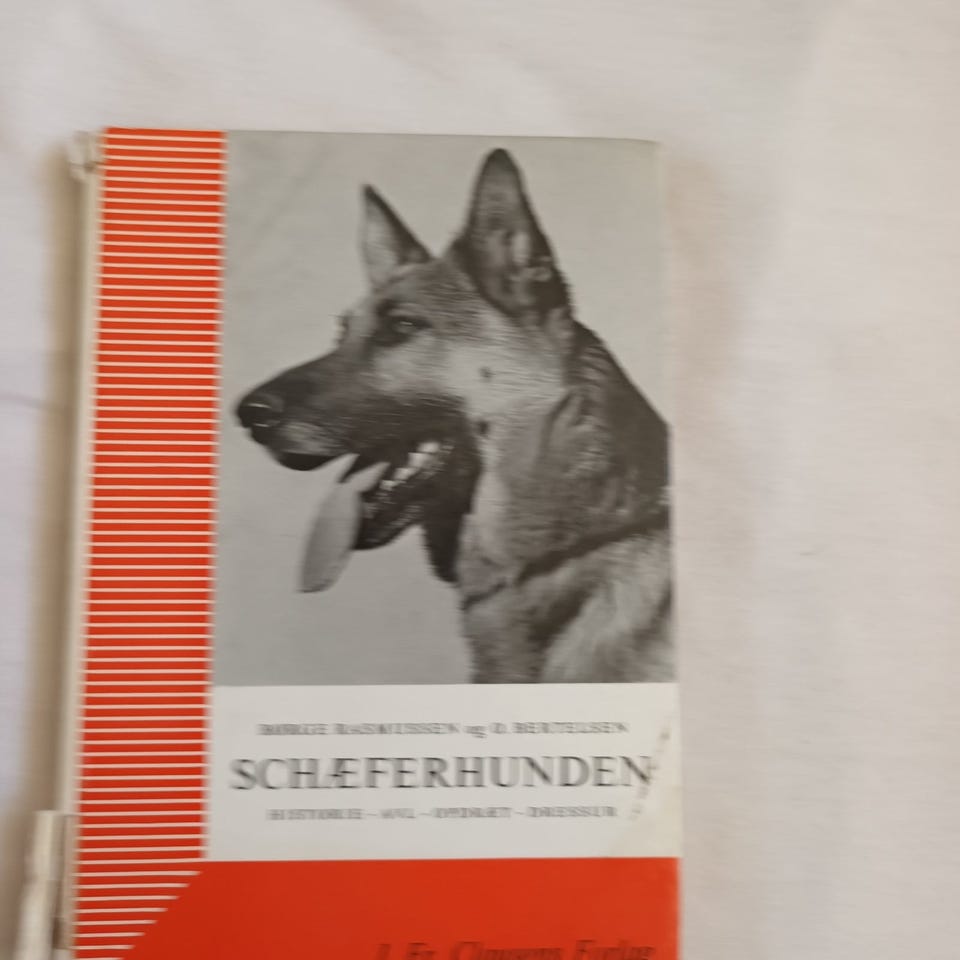 BØRGE RASMUSSEN og O. BERTELSEN
SCHÆFERHUNDEN
HISTORIE - AVL - OPDRÆT - DRESSUR
J. Fr. Clausens Forlag